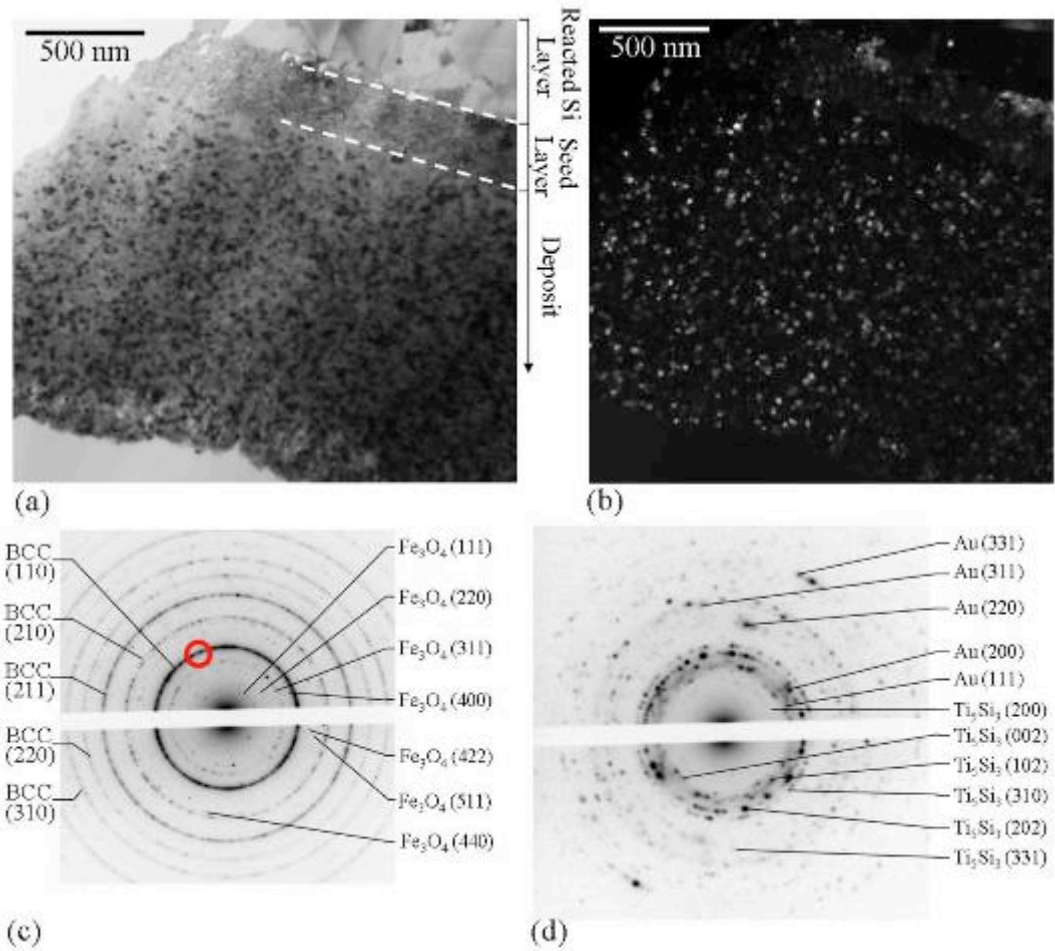 500 nm
Reacted Si
Layer
Seed
Layer
Deposit
500 nm
(a)
(b)
BCC
(110)
BCC
(210)
BCC
(211)
BCC
(220)
BCC
(310)
Fe₃O₄ (111)
Fe₃O₄ (220)
Fe₃O₄ (311)
Fe₃O₄ (400)
Fe₃O₄ (422)
Fe₃O₄ (511)
Fe₃O₄ (440)
Au (331)
Au (311)
Au (220)
Au (200)
Au (111)
Ti₅Si₃ (200)
Ti₅Si₃ (002)
Ti₅Si₃ (102)
Ti₅Si₃ (310)
Ti₅Si₃ (202)
Ti₅Si₃ (331)
(c)
(d)